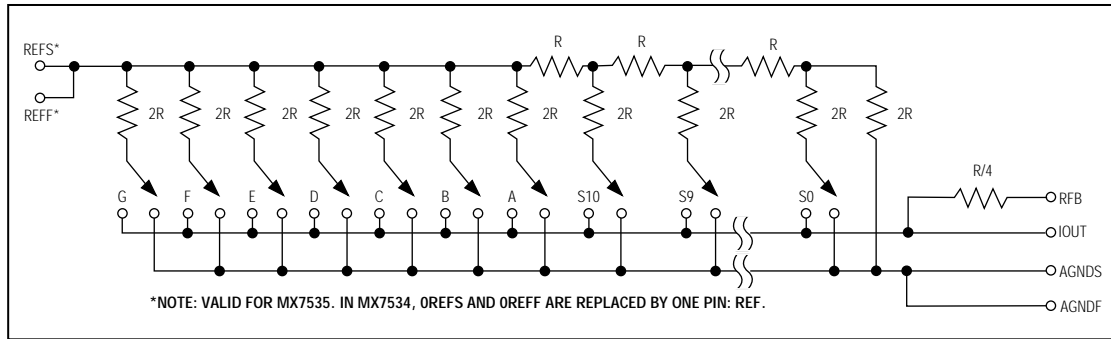 REFS*
REFF*
R R R
2R 2R 2R 2R 2R 2R 2R 2R 2R 2R 2R
G F E D C B A S10 S9 S0
R/4
RFB
IOUT
AGNDS
AGNDF
*NOTE: VALID FOR MX7535. IN MX7534, 0REFS AND 0REFF ARE REPLACED BY ONE PIN: REF.